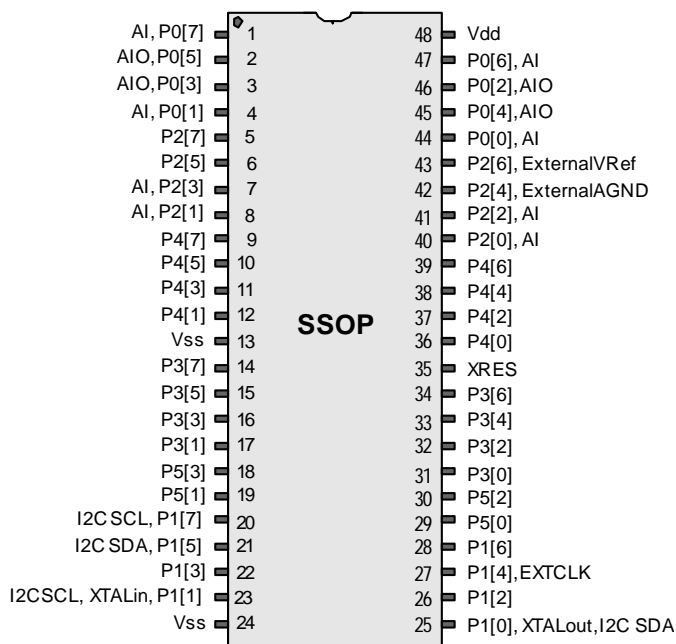 AI, P0[7] 1 48 Vdd
AIO, P0[5] 2 47 P0[6], AI
AIO, P0[3] 3 46 P0[2], AIO
AI, P0[1] 4 45 P0[4], AIO
P2[7] 5 44 P0[0], AI
P2[5] 6 43 P2[6], ExternalVRef
AI, P2[3] 7 42 P2[4], ExternalAGND
AI, P2[1] 8 41 P2[2], AI
P4[7] 9 40 P2[0], AI
P4[5] 10 39 P4[6]
P4[3] 11 38 P4[4]
P4[1] 12 37 P4[2]
SSOP
Vss 13 36 P4[0]
P3[7] 14 35 XRES
P3[5] 15 34 P3[6]
P3[3] 16 33 P3[4]
P3[1] 17 32 P3[2]
P5[3] 18 31 P3[0]
P5[1] 19 30 P5[2]
I2C SCL, P1[7] 20 29 P5[0]
I2C SDA, P1[5] 21 28 P1[6]
P1[3] 22 27 P1[4], EXTCLK
I2CSCL, XTALin, P1[1] 23 26 P1[2]
Vss 24 25 P1[0], XTALout, I2C SDA